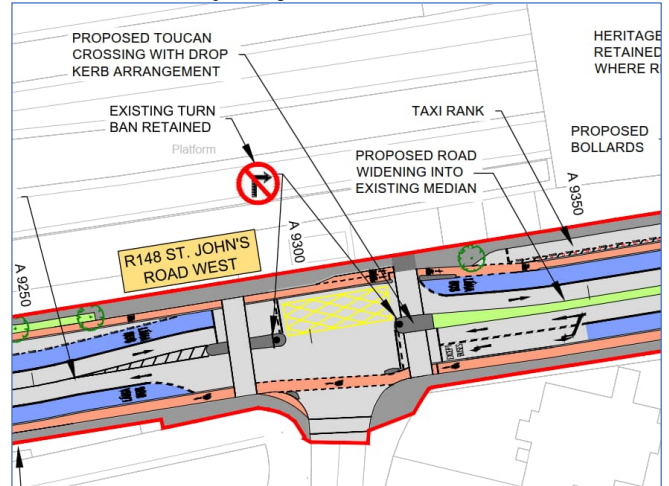 PROPOSED TOUCAN
CROSSING WITH DROP
KERB ARRANGEMENT
HERITAGE
RETAINED
WHERE R
EXISTING TURN
BAN RETAINED
TAXI RANK
Platform
PROPOSED
BOLLARDS
PROPOSED ROAD
WIDENING INTO
EXISTING MEDIAN
A 9350
A 9300
R148 ST. JOHN'S
ROAD WEST
A 9250